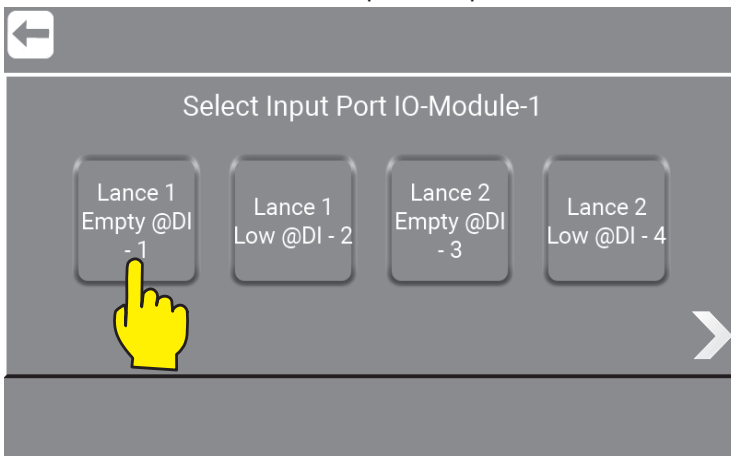 Select Input Port IO-Module-1
Lance 1
Empty @DI
- 1
Lance 1
Low @DI - 2
Lance 2
Empty @DI
- 3
Lance 2
Low @DI - 4